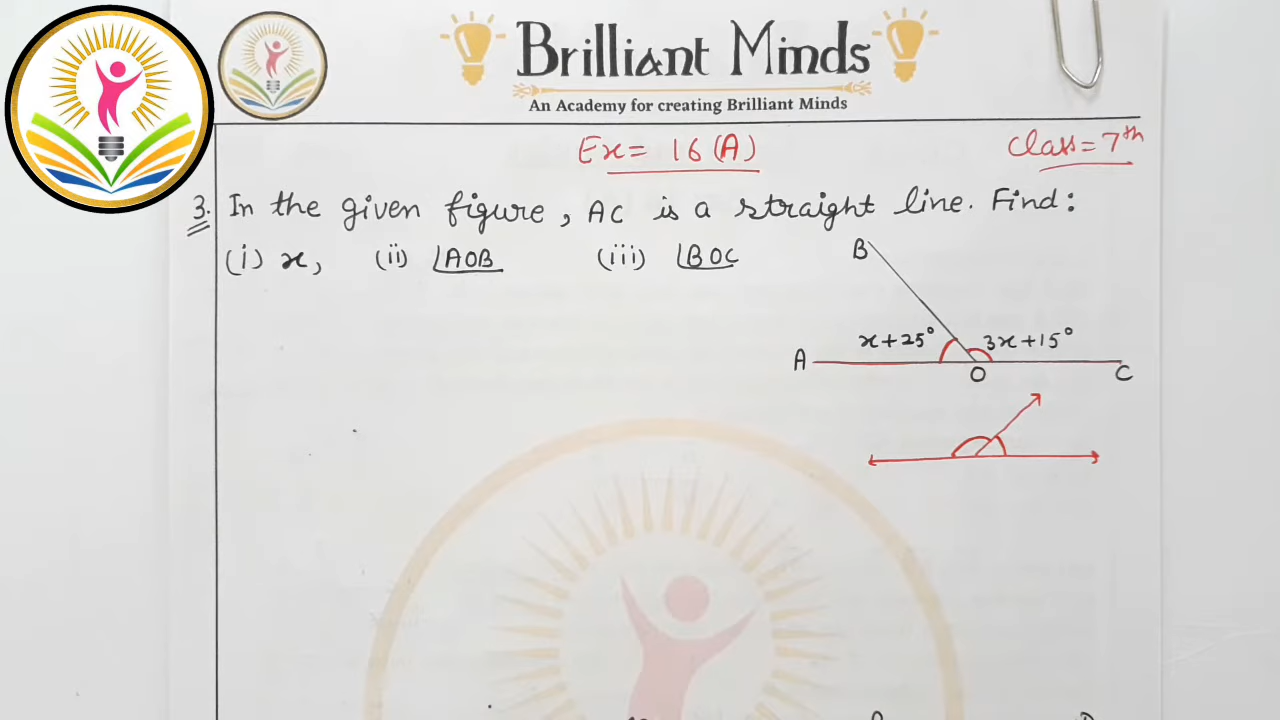 Brilliant Minds
An Academy for creating Brilliant Minds
Ex= 16(A)
Class=7th
3. In the given figure, AC is a straight line. Find:
(i) x, (ii) ∠AOB (iii) ∠BOC
B
x+25° 3x+15°
A O C